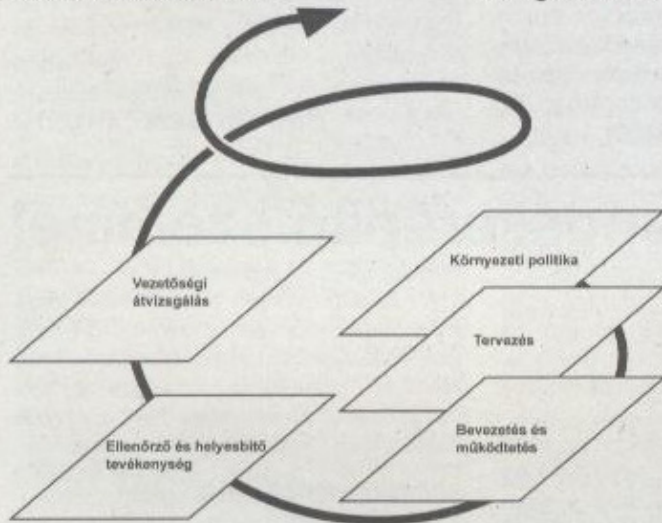 Környezeti politika
Vezetőségi
átvizsgálás
Tervezés
Bevezetés és
működtetés
Ellenőrző és helyesbítő
tevékenység